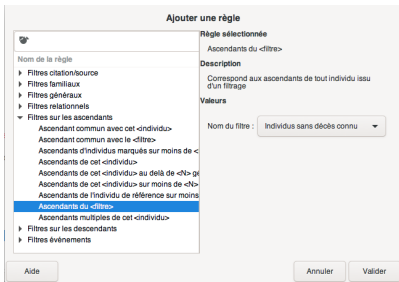 Ajouter une règle
Nom de la règle
Filtres citation/source
Filtres familiaux
Filtres généraux
Filtres relationnels
Filtres sur les ascendants
Ascendant commun avec cet <individu>
Ascendant commun avec le <filtre>
Ascendants d'individus marqués sur moins de <
Ascendants de cet <individu>
Ascendants de cet <individu> au delà de <N> gé
Ascendants de cet <individu> sur moins de <N>
Ascendants de l'individu de référence sur moins
Ascendants du <filtre>
Ascendants multiples de cet <individu>
Filtres sur les descendants
Filtres évènements
Règle sélectionnée
Ascendants du <filtre>
Description
Correspond aux ascendants de tout individu issu
d'un filtrage
Valeurs
Nom du filtre : Individus sans décès connu
Aide
Annuler
Valider